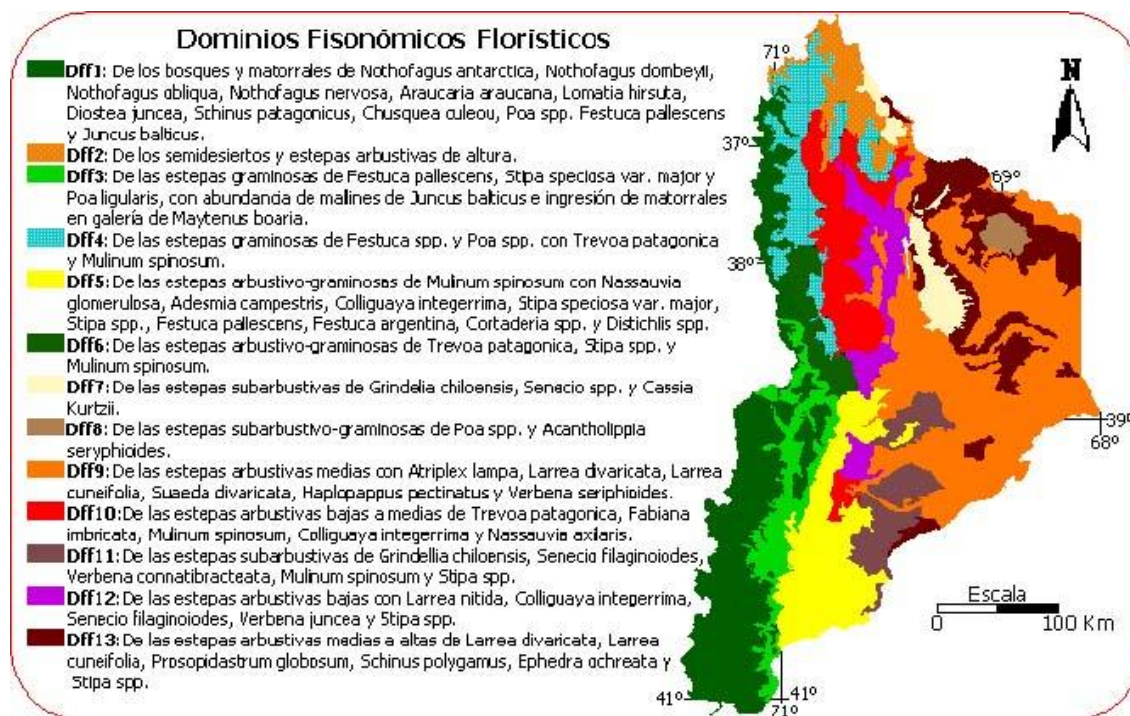 Dominios Fisonómicos Florísticos
Dff1: De los bosques y matorrales de Nothofagus antarctica, Nothofagus dombeyii,
Nothofagus obliqua, Nothofagus nervosa, Araucaria araucana, Lomatia hirsuta,
Diostea juncea, Schinus patagonicus, Chusquea culeou, Poa spp. Festuca pallescens
y Juncus balticus.
Dff2: De los semidesiertos y estepas arbustivas de altura.
Dff3: De las estepas graminosas de Festuca pallescens, Stipa speciosa var. major y
Poa ligularis, con abundancia de mallines de Juncus balticus e ingresión de matorrales
en galería de Maytenus boaria.
Dff4: De las estepas graminosas de Festuca spp. y Poa spp. con Trevoa patagonica
y Mulinum spinosum.
Dff5: De las estepas arbustivo-graminosas de Mulinum spinosum con Nassauvia
glomerulosa, Adesmia campestris, Colliguaya integerrima, Stipa speciosa var. major,
Stipa spp., Festuca pallescens, Festuca argentina, Cortaderia spp. y Distichlis spp.
Dff6: De las estepas arbustivo-graminosas de Trevoa patagonica, Stipa spp. y
Mulinum spinosum.
Dff7: De las estepas subarbustivas de Grindelia chiloensis, Senecio spp. y Cassia
Kurtzii.
Dff8: De las estepas subarbustivo-graminosas de Poa spp. y Acantholippia
seryphioides.
Dff9: De las estepas arbustivas medias con Atriplex lampa, Larrea divaricata, Larrea
cuneifolia, Suaeda divaricata, Haplopappus pectinatus y Verbena seriphioides.
Dff10: De las estepas arbustivas bajas a medias de Trevoa patagonica, Fabiana
imbricata, Mulinum spinosum, Colliguaya integerrima y Nassauvia axilaris.
Dff11: De las estepas subarbustivas de Grindellia chiloensis, Senecio filaginoiodes,
Verbena connatibracteata, Mulinum spinosum y Stipa spp.
Dff12: De las estepas arbustivas bajas con Larrea nitida, Colliguaya integerrima,
Senecio filaginoiodes, Verbena juncea y Stipa spp.
Dff13: De las estepas arbustivas medias a altas de Larrea divaricata, Larrea
cuneifolia, Prosopidastrum globosum, Schinus polygamus, Ephedra ochreata y
Stipa spp.
71º
N
37º
69º
38º
39º
68º
Escala
0 100 Km
41º
41º
71º